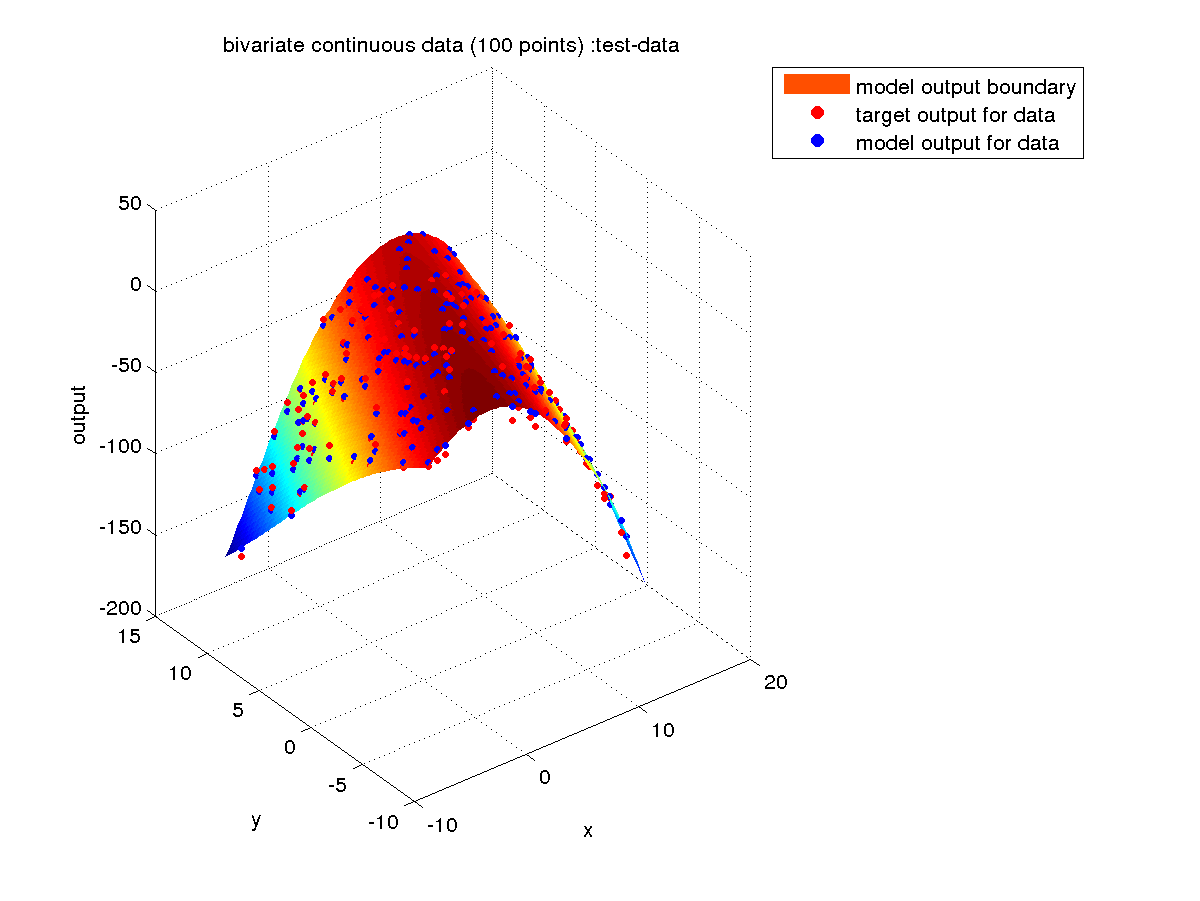 bivariate continuous data (100 points) :test-data
model output boundary
target output for data
model output for data
50
0
-50
-100
-150
-200
output
15
10
5
0
-5
-10
y
-10
0
10
20
x